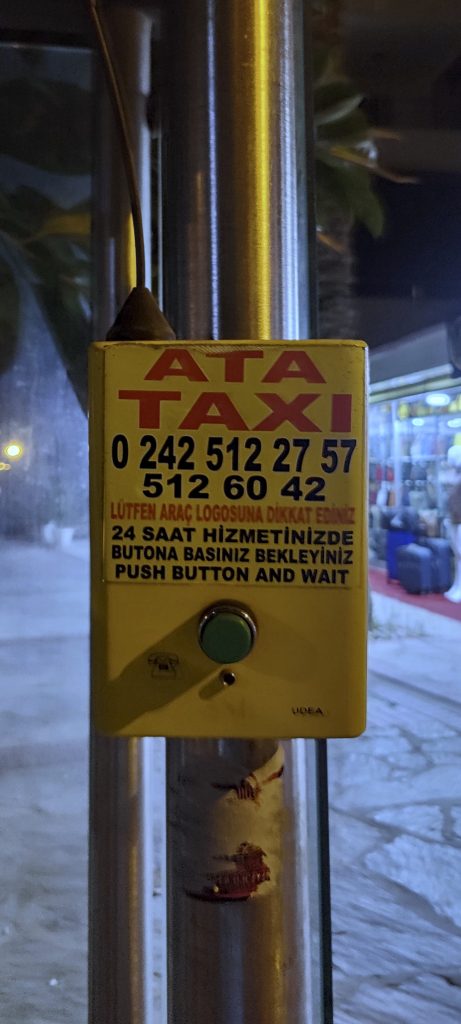 ATA
TAXI
0 242 512 27 57
512 60 42
LÜTFEN ARAÇ LOGOSUNA DİKKAT EDİNİZ
24 SAAT HİZMETİNİZDE
BUTONA BASINIZ BEKLEYİNİZ
PUSH BUTTON AND WAIT
UDEA